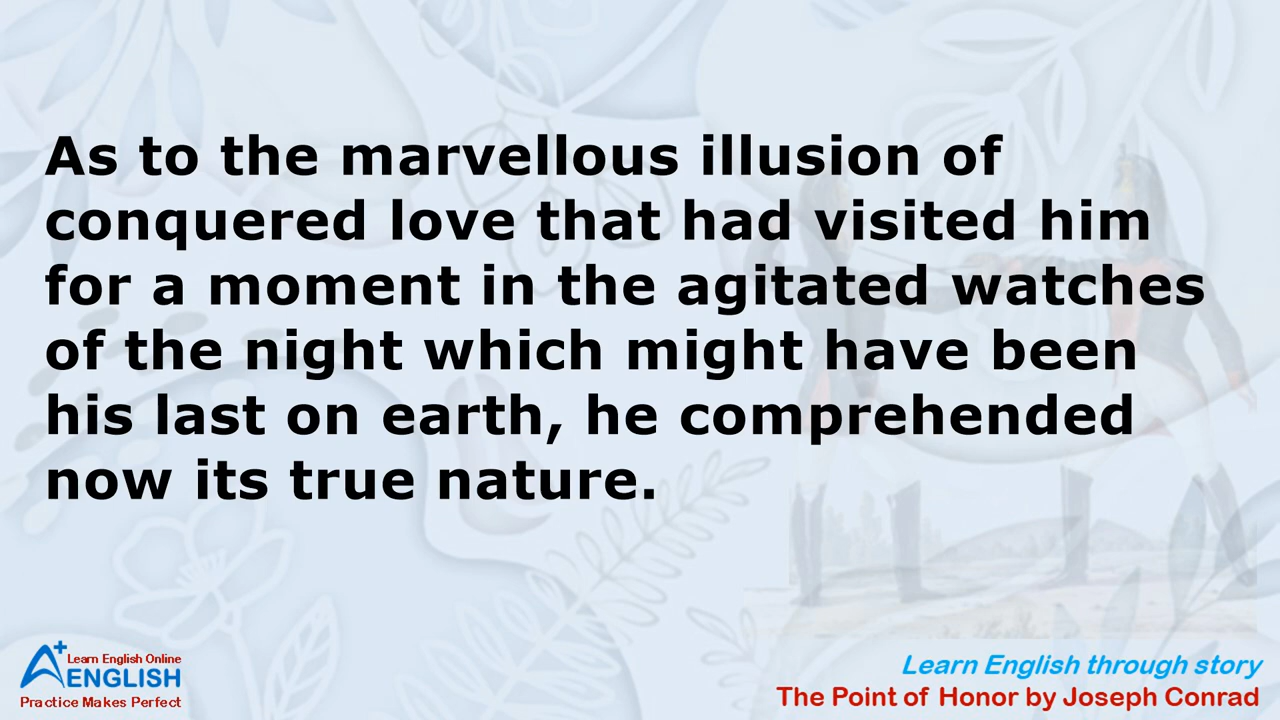 As to the marvellous illusion of
conquered love that had visited him
for a moment in the agitated watches
of the night which might have been
his last on earth, he comprehended
now its true nature.
A+ Learn English Online
ENGLISH
Practice Makes Perfect
Learn English through story
The Point of Honor by Joseph Conrad